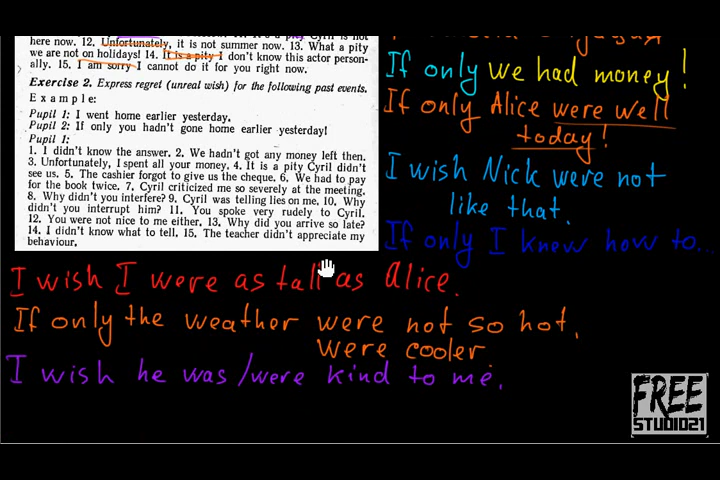 here now. 12. Unfortunately, it is not summer now. 13. What a pity
we are not on holidays! 14. It is a pity I don't know this actor person-
ally. 15. I am sorry I cannot do it for you right now.
Exercise 2. Express regret (unreal wish) for the following past events.
Example:
Pupil 1: I went home earlier yesterday.
Pupil 2: If only you hadn't gone home earlier yesterday!
Pupil 1:
1. I didn't know the answer. 2. We hadn't got any money left then.
3. Unfortunately, I spent all your money. 4. It is a pity Cyril didn't
see us. 5. The cashier forgot to give us the cheque. 6. We had to pay
for the book twice. 7. Cyril criticized me so severely at the meeting.
8. Why didn't you interfere? 9. Cyril was telling lies on me. 10. Why
didn't you interrupt him? 11. You spoke very rudely to Cyril.
12. You were not nice to me either. 13. Why did you arrive so late?
14. I didn't know what to tell. 15. The teacher didn't appreciate my
behaviour.
If only we had money!
If only Alice were well
today!
I wish Nick were not
like that.
If only I knew how to...
I wish I were as tall as Alice.
If only the weather were not so hot.
were cooler
I wish he was/were kind to me.
FREE
STUDIO21